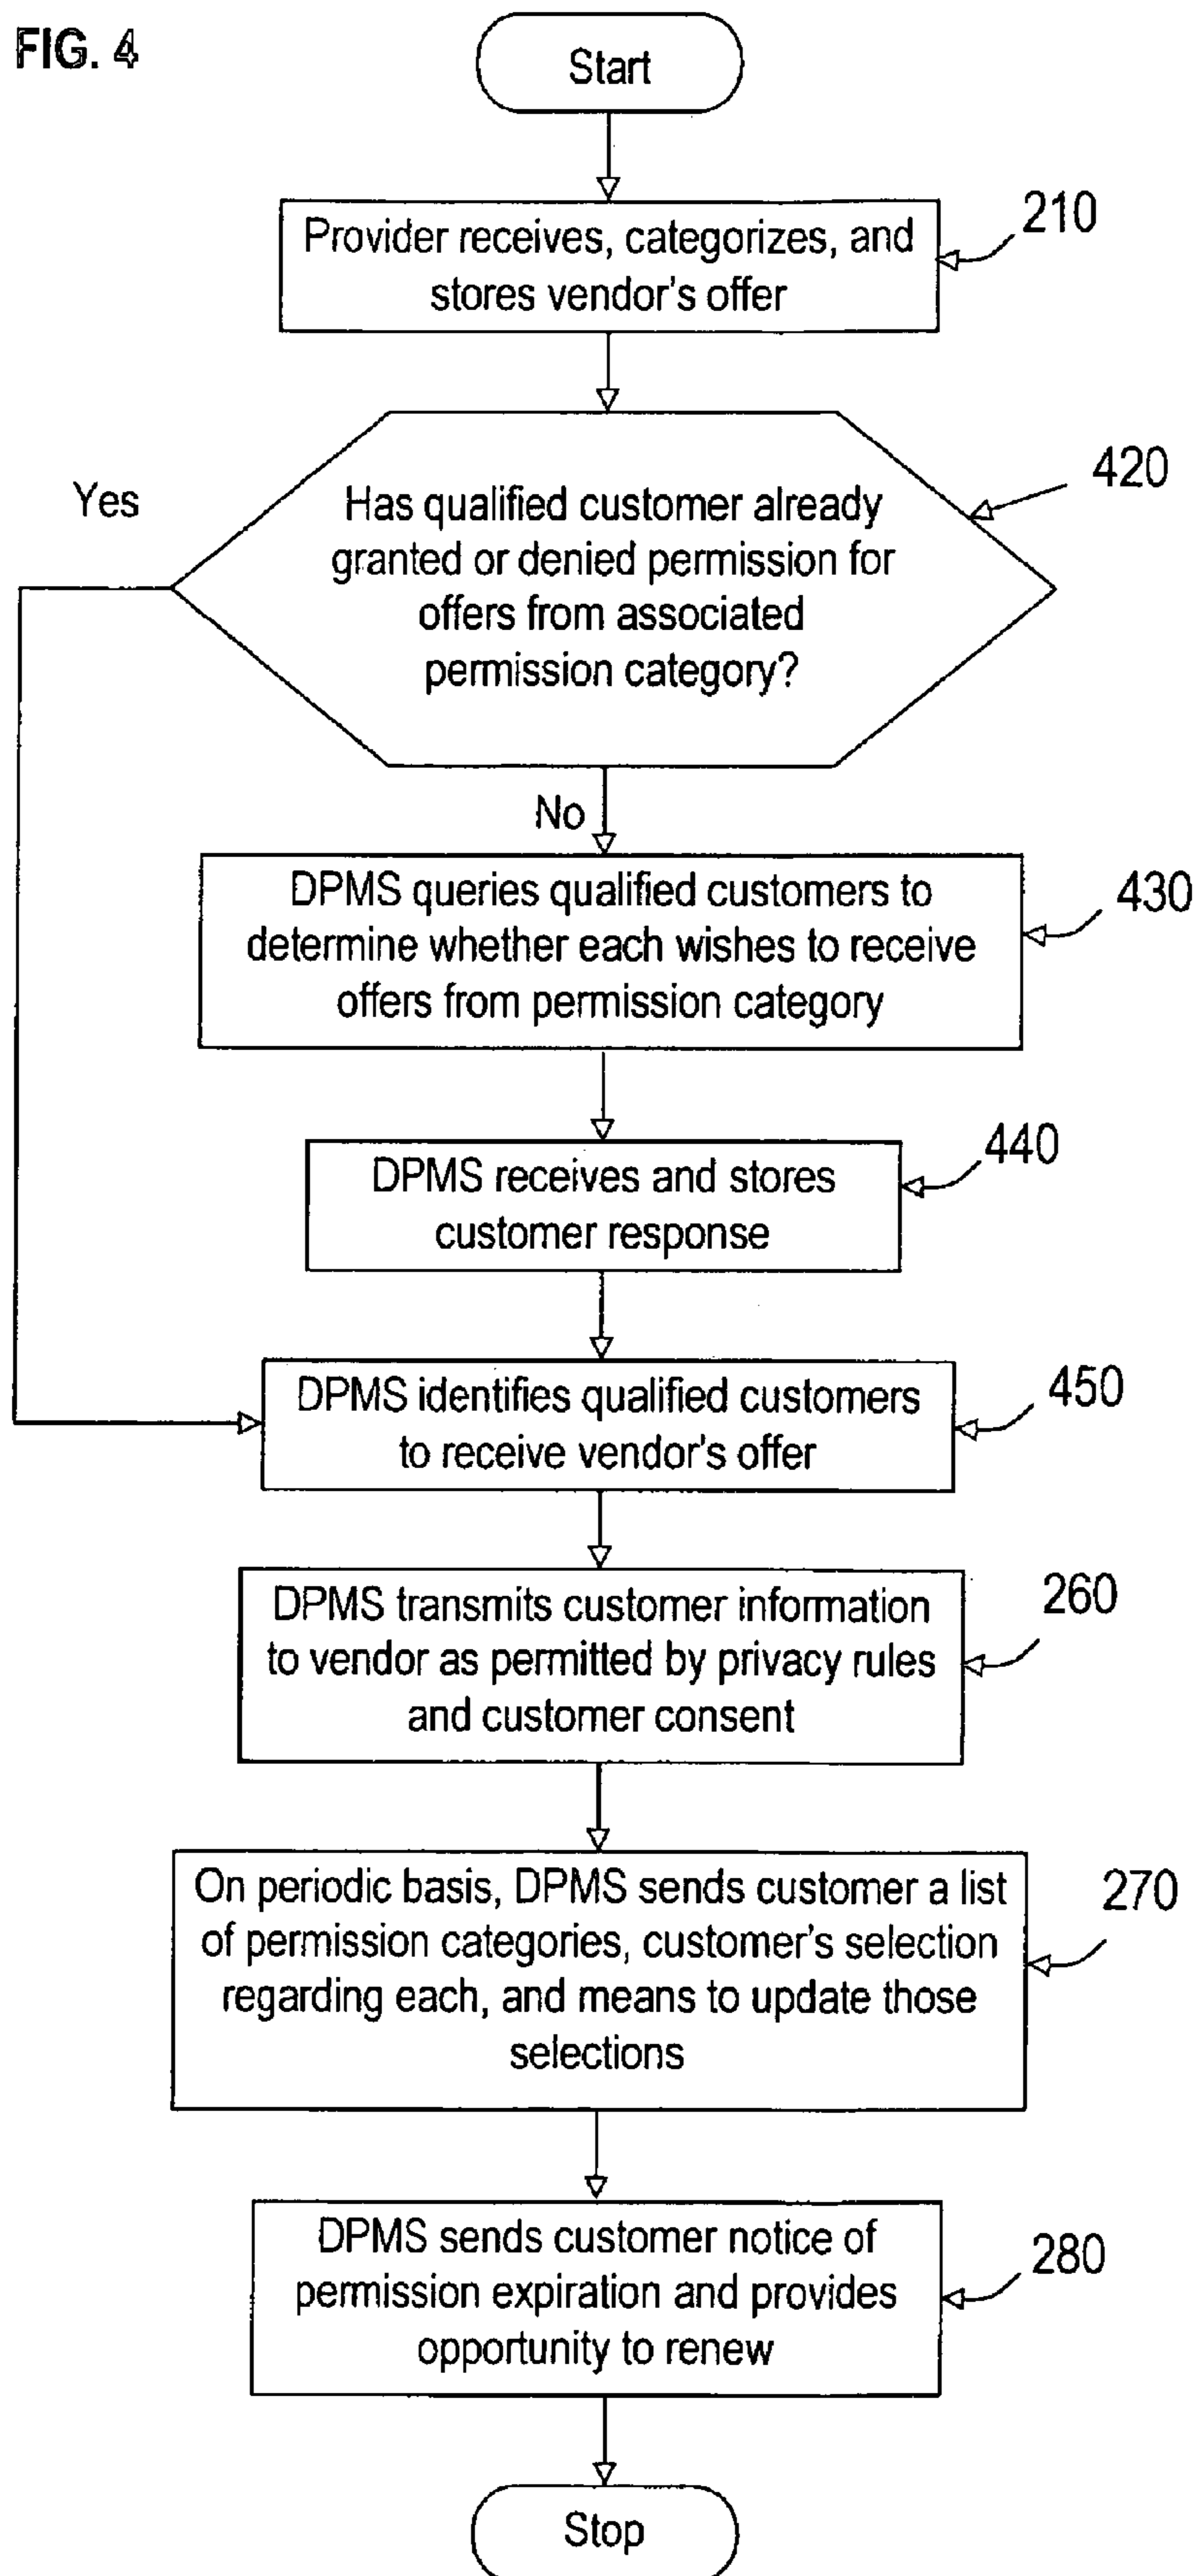 FIG. 4
Start
Provider receives, categorizes, and
stores vendor's offer
210
Has qualified customer already
granted or denied permission for
offers from associated
permission category?
420
Yes
No
DPMS queries qualified customers to
determine whether each wishes to receive
offers from permission category
430
DPMS receives and stores
customer response
440
DPMS identifies qualified customers
to receive vendor's offer
450
DPMS transmits customer information
to vendor as permitted by privacy rules
and customer consent
260
On periodic basis, DPMS sends customer a list
of permission categories, customer's selection
regarding each, and means to update those
selections
270
DPMS sends customer notice of
permission expiration and provides
opportunity to renew
280
Stop